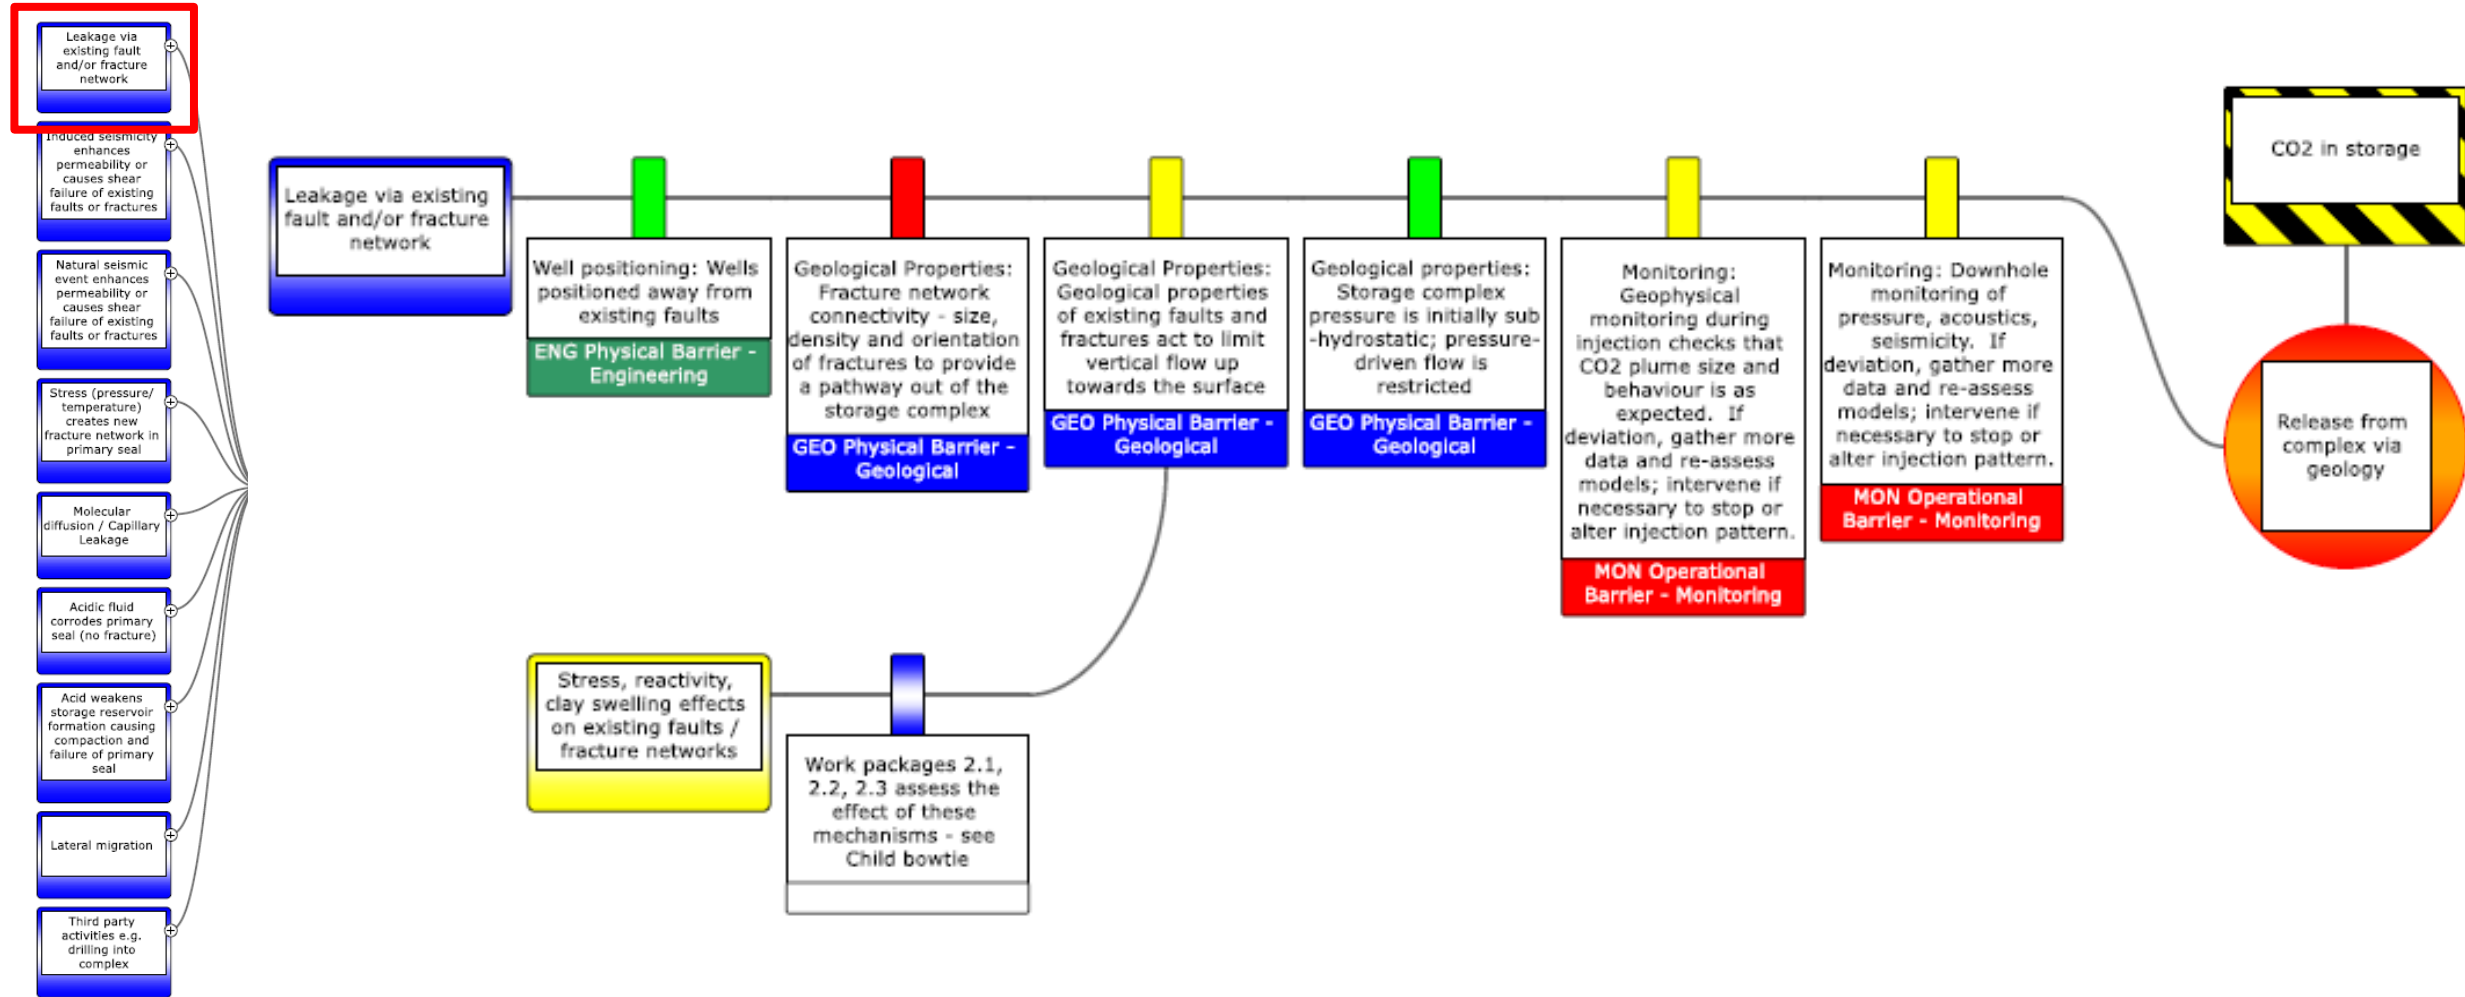 Leakage via
existing fault
and/or fracture
network
Induced seismicity
enhances
permeability or
causes shear
failure of existing
faults or fractures
Natural seismic
event enhances
permeability or
causes shear
failure of existing
faults or fractures
Stress (pressure/
temperature)
creates new
fracture network in
primary seal
Molecular
diffusion / Capillary
Leakage
Acidic fluid
corrodes primary
seal (no fracture)
Acid weakens
storage reservoir
formation causing
compaction and
failure of primary
seal
Lateral migration
Third party
activities e.g.
drilling into
complex
Leakage via existing
fault and/or fracture
network
Well positioning: Wells
positioned away from
existing faults
ENG Physical Barrier -
Engineering
Geological Properties:
Fracture network
connectivity - size,
density and orientation
of fractures to provide
a pathway out of the
storage complex
GEO Physical Barrier -
Geological
Geological Properties:
Geological properties
of existing faults and
fractures act to limit
vertical flow up
towards the surface
GEO Physical Barrier -
Geological
Geological properties:
Storage complex
pressure is initially sub
-hydrostatic; pressure-
driven flow is
restricted
GEO Physical Barrier -
Geological
Monitoring:
Geophysical
monitoring during
injection checks that
CO2 plume size and
behaviour is as
expected. If
deviation, gather more
data and re-assess
models; intervene if
necessary to stop or
alter injection pattern.
MON Operational
Barrier - Monitoring
Monitoring: Downhole
monitoring of
pressure, acoustics,
seismicity. If
deviation, gather more
data and re-assess
models; intervene if
necessary to stop or
alter injection pattern.
MON Operational
Barrier - Monitoring
CO2 in storage
Release from
complex via
geology
Stress, reactivity,
clay swelling effects
on existing faults /
fracture networks
Work packages 2.1,
2.2, 2.3 assess the
effect of these
mechanisms - see
Child bowtie